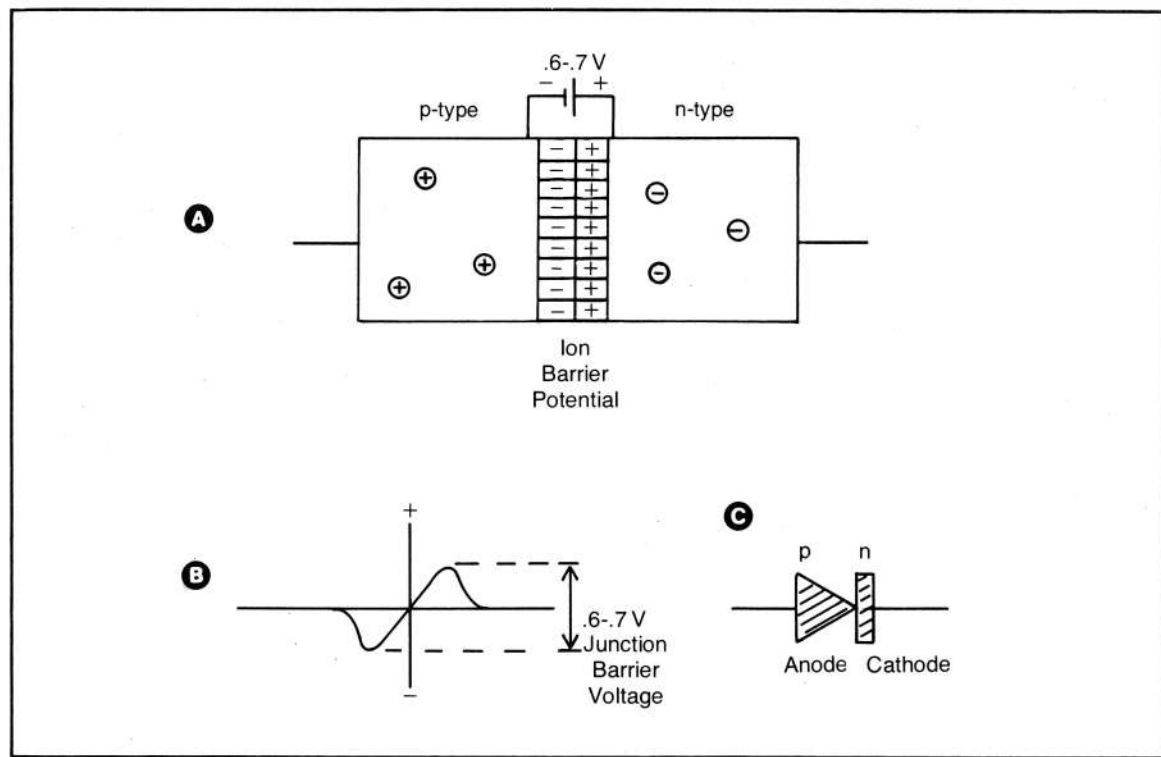 .6-.7 V
− +
p-type
n-type
− +
− +
− +
− +
− +
− +
− +
− +
− +
A
+
+
+
−
−
−
Ion
Barrier
Potential
B
+
−
.6-.7 V
Junction
Barrier
Voltage
C
p n
Anode Cathode